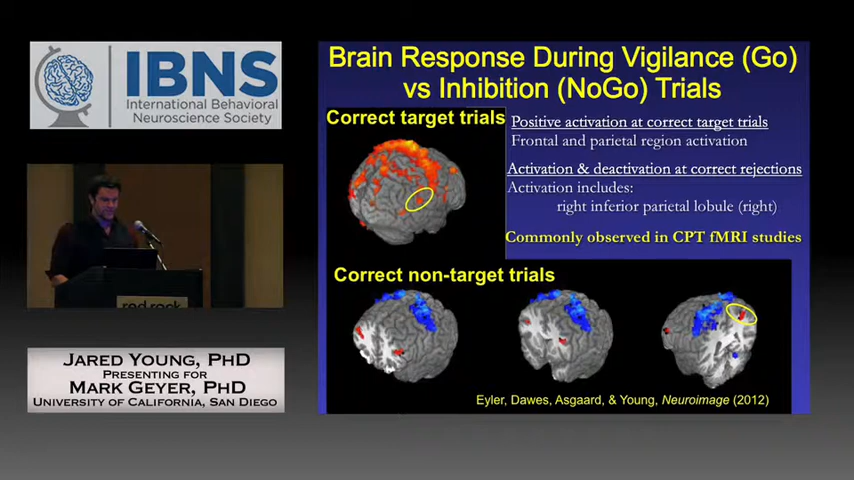 IBNS
International Behavioral
Neuroscience Society
red rock
JARED YOUNG, PHD
PRESENTING FOR
MARK GEYER, PHD
UNIVERSITY OF CALIFORNIA, SAN DIEGO
Brain Response During Vigilance (Go)
vs Inhibition (NoGo) Trials
Correct target trials
Positive activation at correct target trials
Frontal and parietal region activation
Activation & deactivation at correct rejections
Activation includes:
right inferior parietal lobule (right)
Commonly observed in CPT fMRI studies
Correct non-target trials
Eyler, Dawes, Asgaard, & Young, Neuroimage (2012)